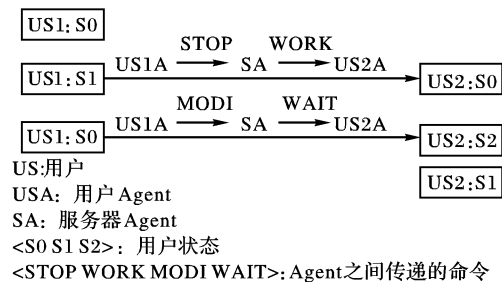 US1: S0
STOP WORK
US1: S1 US1A SA US2A US2:S0
MODI WAIT
US1: S0 US1A SA US2A US2:S2
US2:S1
US:用户
USA：用户Agent
SA：服务器Agent
<S0 S1 S2>：用户状态
<STOP WORK MODI WAIT>：Agent之间传递的命令